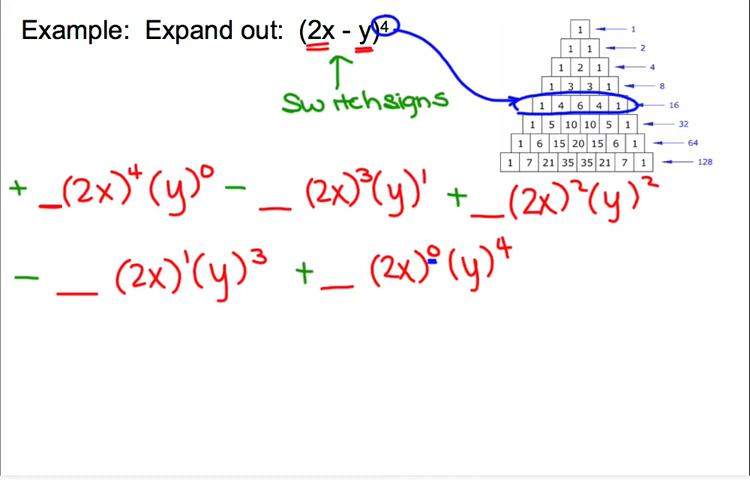 Example:  Expand out:  (2x - y)^4
Switch signs
1 1
1 1 2
1 2 1 4
1 3 3 1 8
1 4 6 4 1 16
1 5 10 10 5 1 32
1 6 15 20 15 6 1 64
1 7 21 35 35 21 7 1 128
+ _(2x)^4(y)^0 - _ (2x)^3(y)^1 + _(2x)^2(y)^2
- _ (2x)^1(y)^3 + _ (2x)^0(y)^4